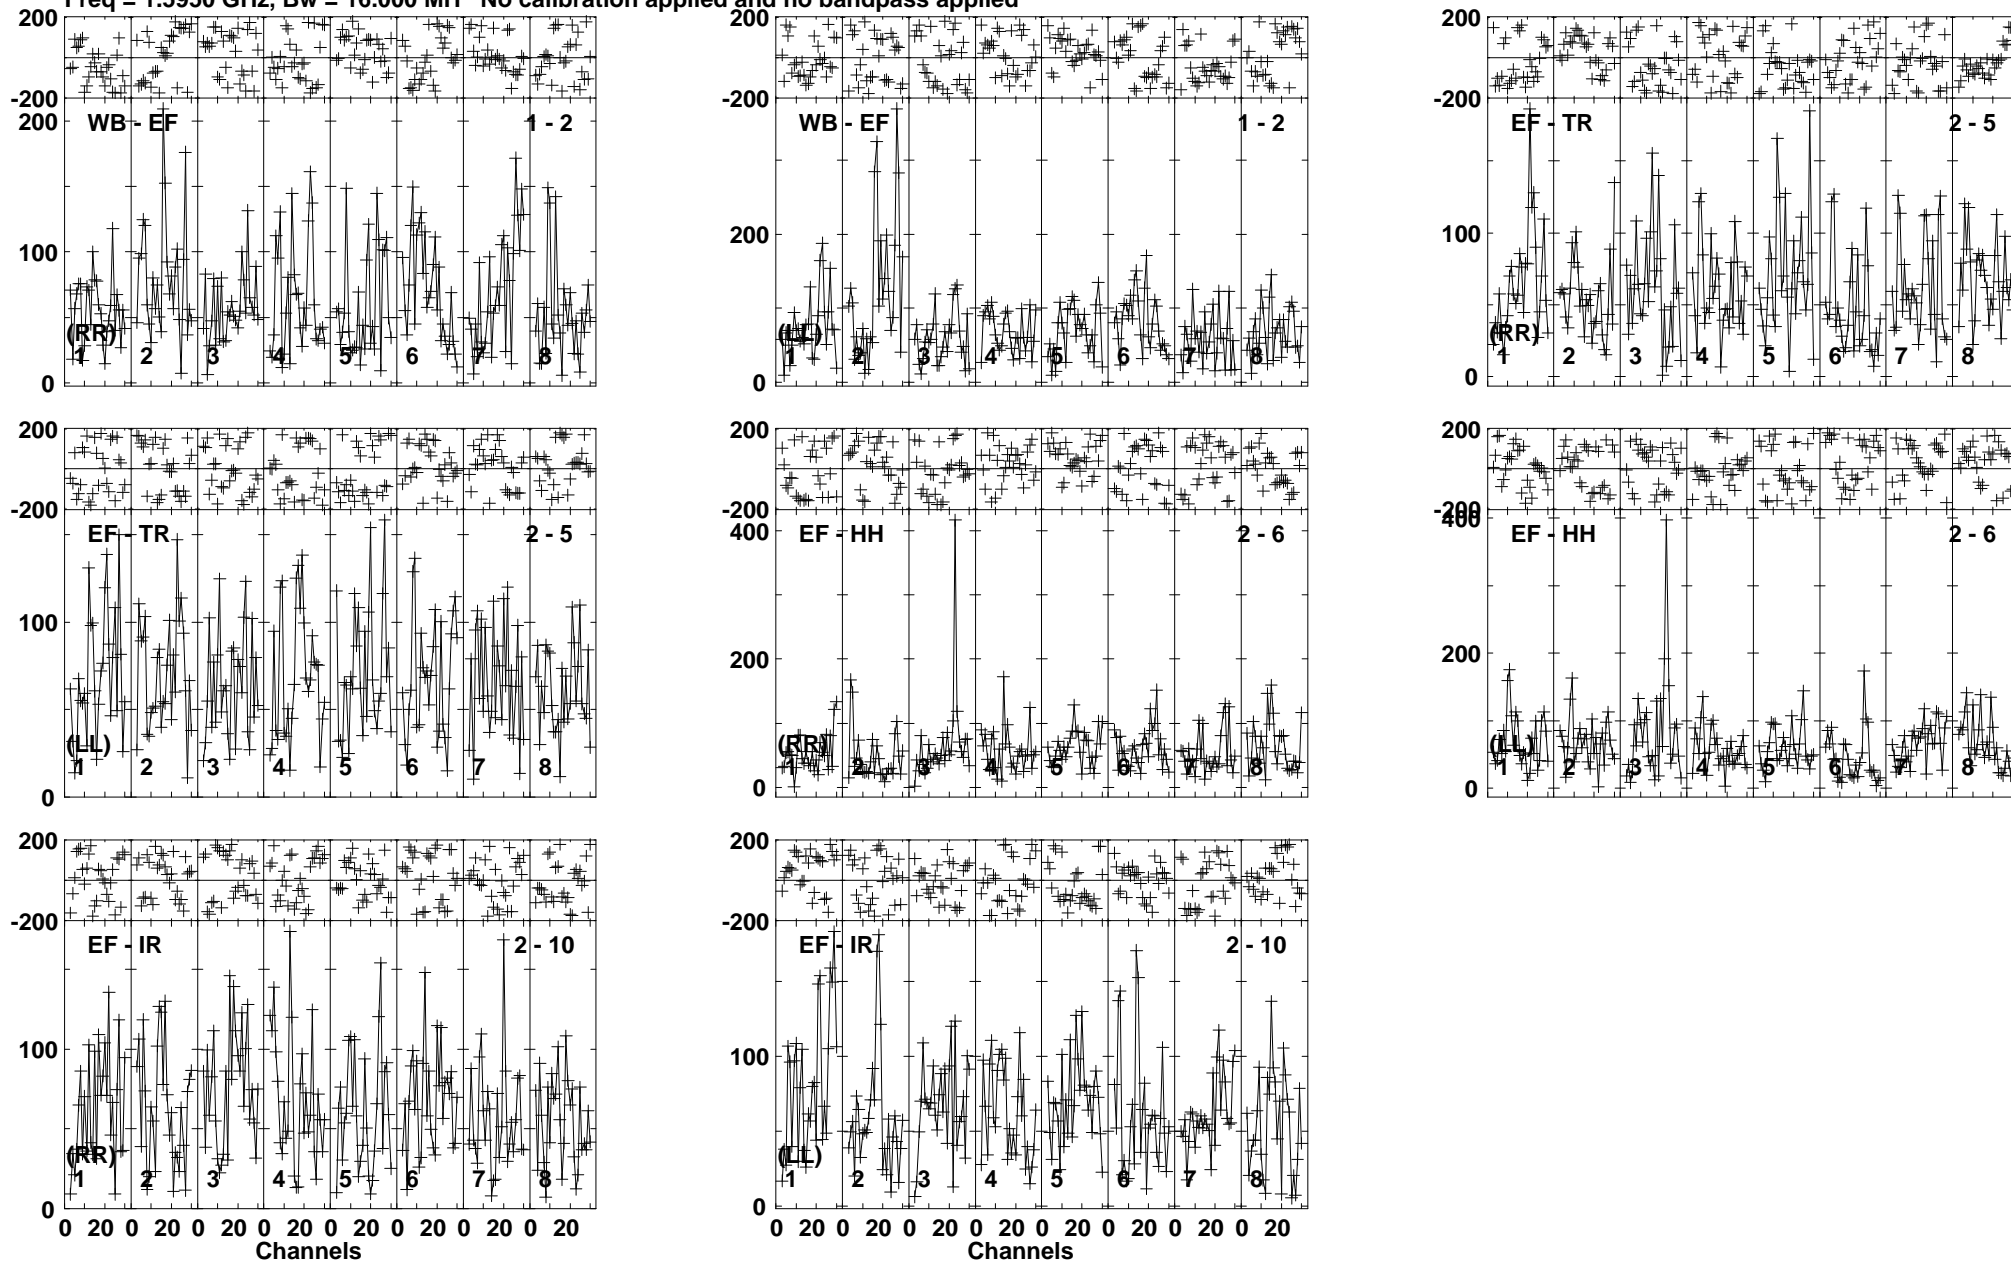 Freq = 1.5950 GHz, Bw = 16.000 MH No calibration applied and no bandpass applied
200 200 200
-200 -200 -200
200
WB - EF 1 - 2 WB - EF 1 - 2 EF - TR 2 - 5
200
100 100
(RR) (LL) (RR)
1 2 3 4 5 6 7 8 1 2 3 4 5 6 7 8 1 2 3 4 5 6 7 8
0 0 0
200 200 200
-200 -200 -200
400 400
EF - TR 2 - 5 EF - HH 2 - 6 EF - HH 2 - 6
100 200 200
(LL) (RR) (LL)
1 2 3 4 5 6 7 8 1 2 3 4 5 6 7 8 1 2 3 4 5 6 7 8
0 0 0
200 200
-200 -200
EF - IR 2 - 10 EF - IR 2 - 10
100 100
(RR) (LL)
1 2 3 4 5 6 7 8 1 2 3 4 5 6 7 8
0 0
0 20 0 20 0 20 0 20 0 20 0 20 0 20 0 20 0 20 0 20 0 20 0 20 0 20 0 20 0 20 0 20
Channels Channels